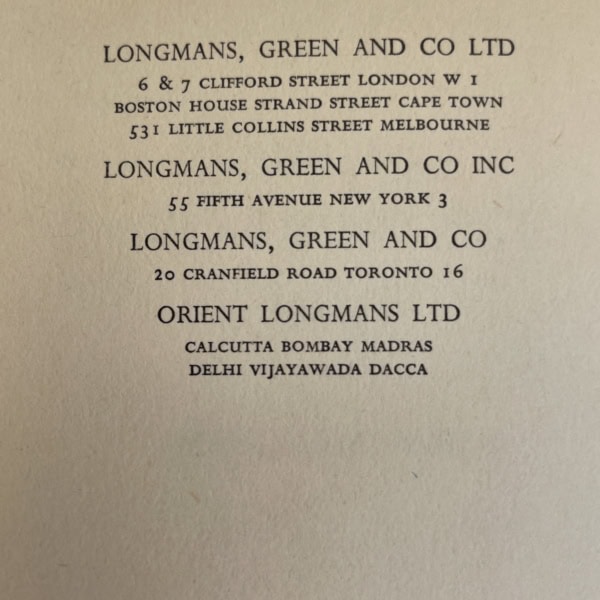 LONGMANS, GREEN AND CO LTD
6 & 7 CLIFFORD STREET LONDON W 1
BOSTON HOUSE STRAND STREET CAPE TOWN
531 LITTLE COLLINS STREET MELBOURNE
LONGMANS, GREEN AND CO INC
55 FIFTH AVENUE NEW YORK 3
LONGMANS, GREEN AND CO
20 CRANFIELD ROAD TORONTO 16
ORIENT LONGMANS LTD
CALCUTTA BOMBAY MADRAS
DELHI VIJAYAWADA DACCA